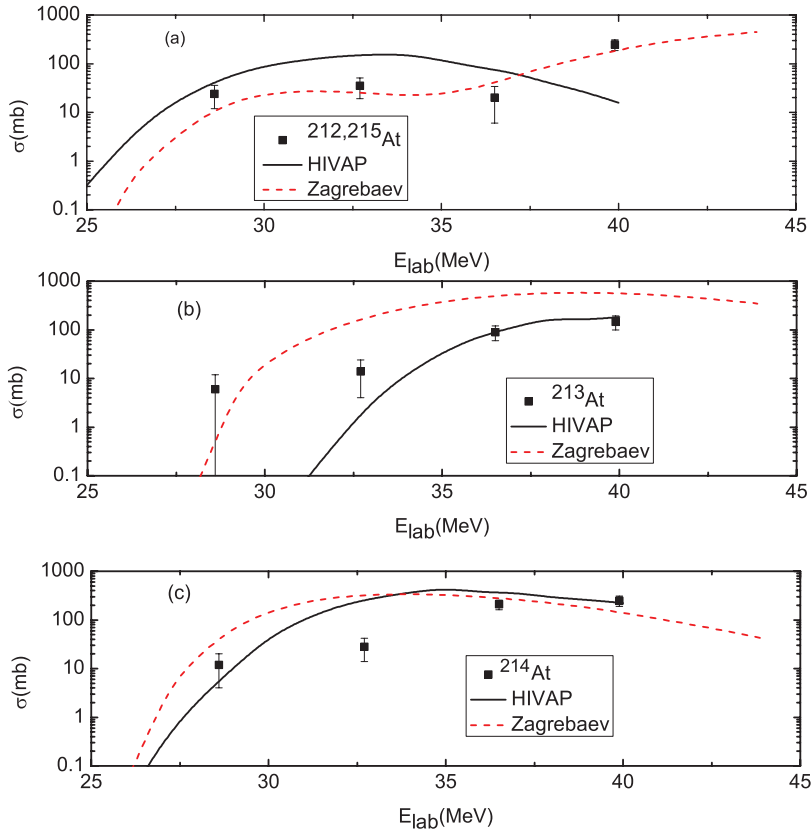 1000
(a)
100
σ(mb)
10
212,215At
1
HIVAP
Zagrebaev
0.1
25 30 35 40 45
Elab(MeV)
1000
(b)
100
σ(mb)
10
213At
1
HIVAP
Zagrebaev
0.1
25 30 35 40 45
Elab(MeV)
1000
(c)
100
σ(mb)
10
214At
HIVAP
1
Zagrebaev
0.1
25 30 35 40 45
Elab(MeV)